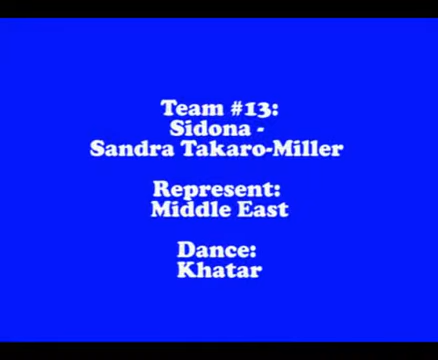 Team #13:
Sidona -
Sandra Takaro-Miller
Represent:
Middle East
Dance:
Khatar